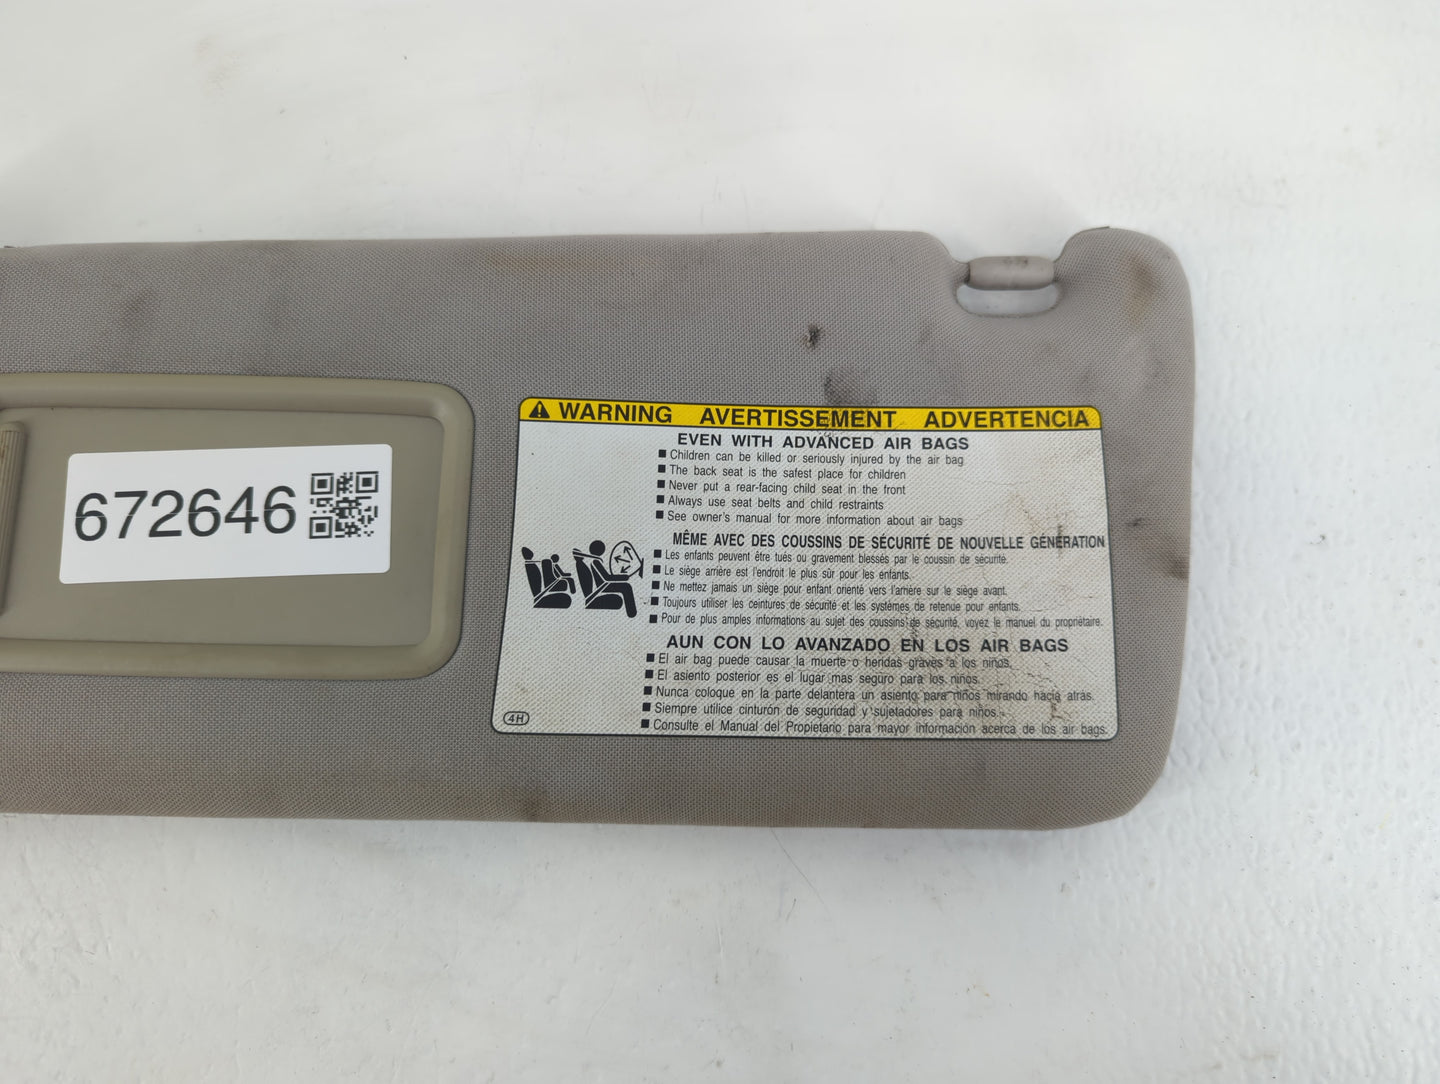 672646
WARNING AVERTISSEMENT ADVERTENCIA
EVEN WITH ADVANCED AIR BAGS
■ Children can be killed or seriously injured by the air bag
■ The back seat is the safest place for children
■ Never put a rear-facing child seat in the front
■ Always use seat belts and child restraints
■ See owner's manual for more information about air bags
MÊME AVEC DES COUSSINS DE SÉCURITÉ DE NOUVELLE GÉNÉRATION
■ Les enfants peuvent être tués ou gravement blessés par le coussin de sécurité.
■ Le siège arrière est l'endroit le plus sûr pour les enfants.
■ Ne mettez jamais un siège pour enfant orienté vers l'arrière sur le siège avant.
■ Toujours utiliser les ceintures de sécurité et les systèmes de retenue pour enfants.
■ Pour de plus amples informations au sujet des coussins de sécurité, voyez le manuel du propriétaire.
AUN CON LO AVANZADO EN LOS AIR BAGS
■ El air bag puede causar la muerte o heridas graves a los niños.
■ El asiento posterior es el lugar mas seguro para los niños.
■ Nunca coloque en la parte delantera un asiento para niños mirando hacia atrás.
■ Siempre utilice cinturón de seguridad y sujetadores para niños.
■ Consulte el Manual del Propietario para mayor información acerca de los air bags.
4H